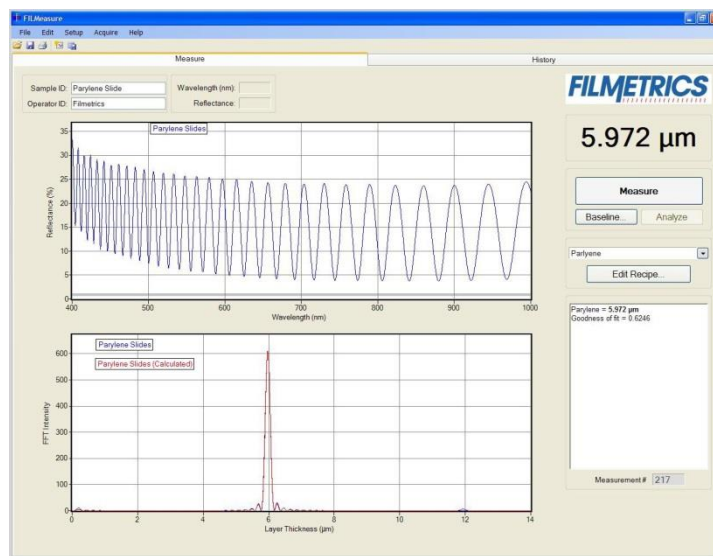 FILMeasure
File Edit Setup Acquire Help
Measure
History
Sample ID: Parylene Slide
Wavelength (nm):
Operator ID: Filmetrics
Reflectance:
FILMETRICS
5.972 µm
Measure
Baseline... Analyze
Parlyene
Edit Recipe...
Parylene = 5.972 µm
Goodness of fit = 0.6246
Measurement # 217
Parylene Slides
Reflectance (%)
35
30
25
20
15
10
5
0
400 500 600 700 800 900 1000
Wavelength (nm)
Parylene Slides
Parylene Slides (Calculated)
FFT Intensity
600
500
400
300
200
100
0
0 2 4 6 8 10 12 14
Layer Thickness (µm)